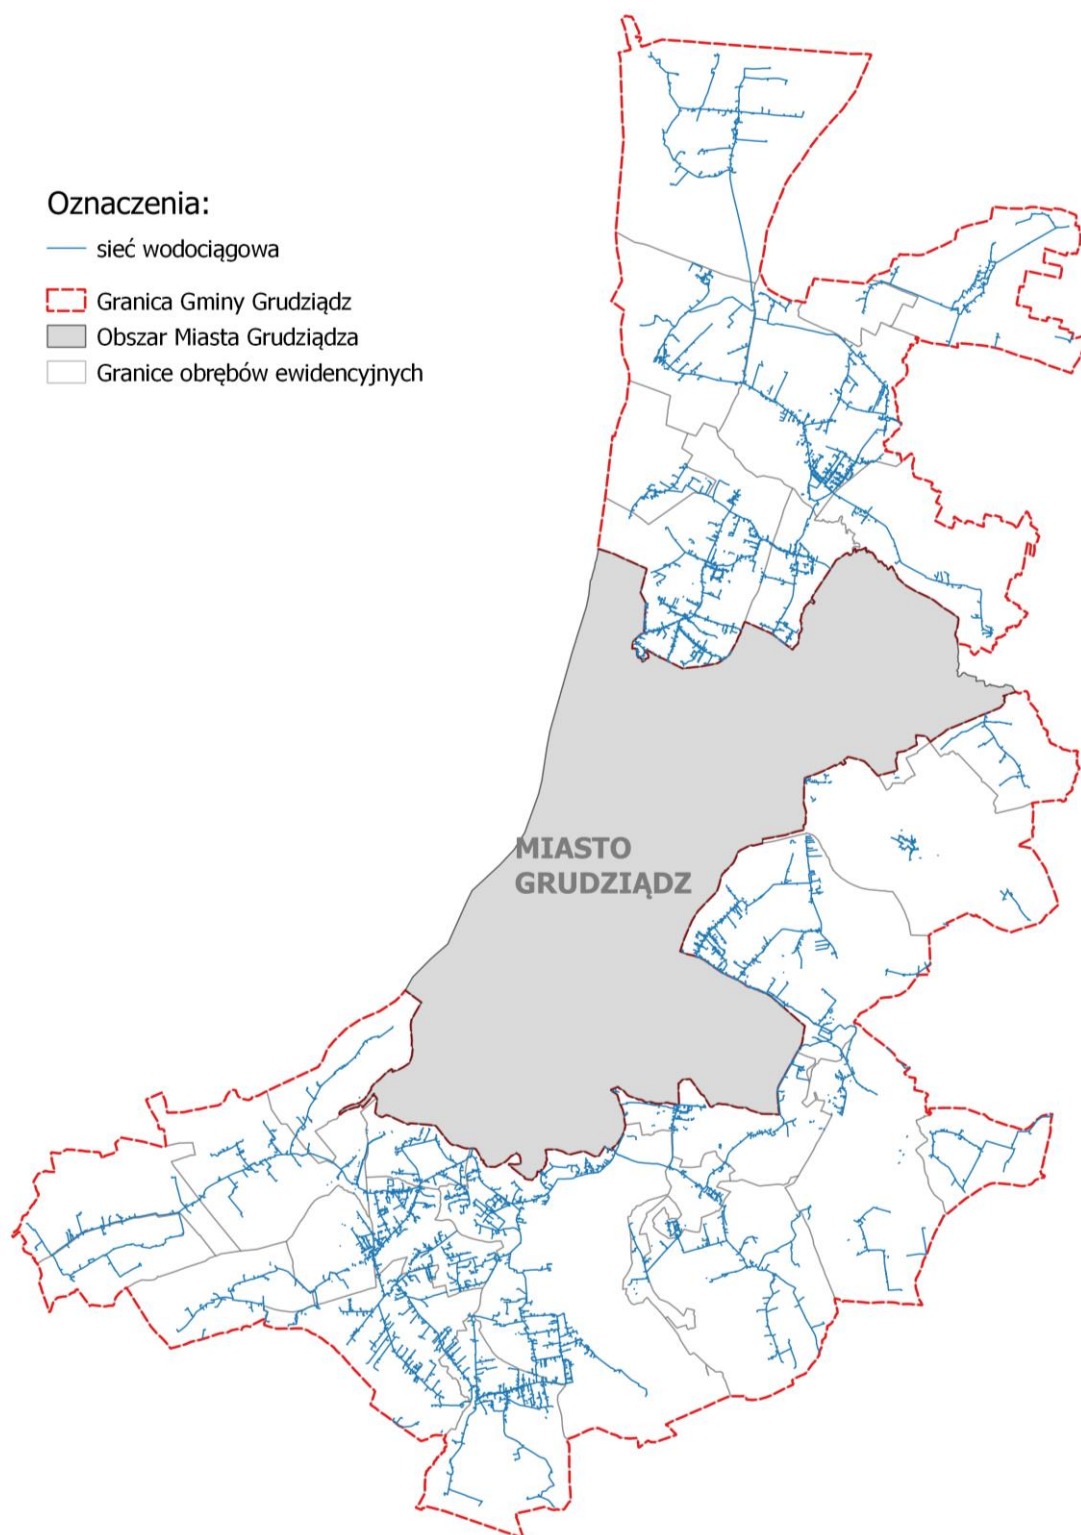 Oznaczenia:
sieć wodociągowa
Granica Gminy Grudziądz
Obszar Miasta Grudziądza
Granice obrębów ewidencyjnych
MIASTO
GRUDZIĄDZ